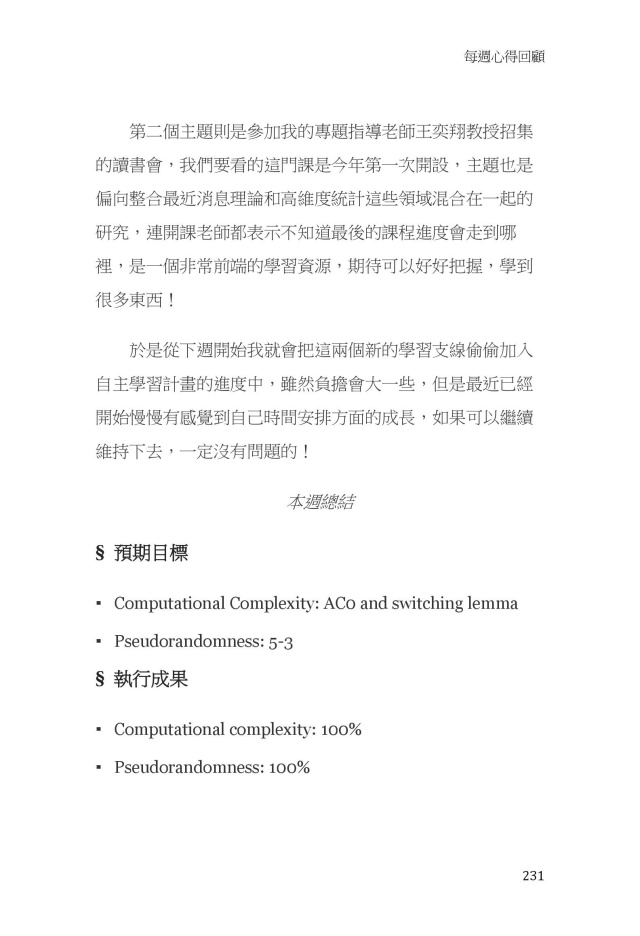 每週心得回顧
第二個主題則是參加我的專題指導老師王奕翔教授招集
的讀書會，我們要看的這門課是今年第一次開設，主題也是
偏向整合最近消息理論和高維度統計這些領域混合在一起的
研究，連開課老師都表示不知道最後的課程進度會走到哪
裡，是一個非常前端的學習資源，期待可以好好把握，學到
很多東西！
於是從下週開始我就會把這兩個新的學習支線偷偷加入
自主學習計畫的進度中，雖然負擔會大一些，但是最近已經
開始慢慢有感覺到自己時間安排方面的成長，如果可以繼續
維持下去，一定沒有問題的！
本週總結
§ 預期目標
▪ Computational Complexity: AC0 and switching lemma
▪ Pseudorandomness: 5-3
§ 執行成果
▪ Computational complexity: 100%
▪ Pseudorandomness: 100%
231